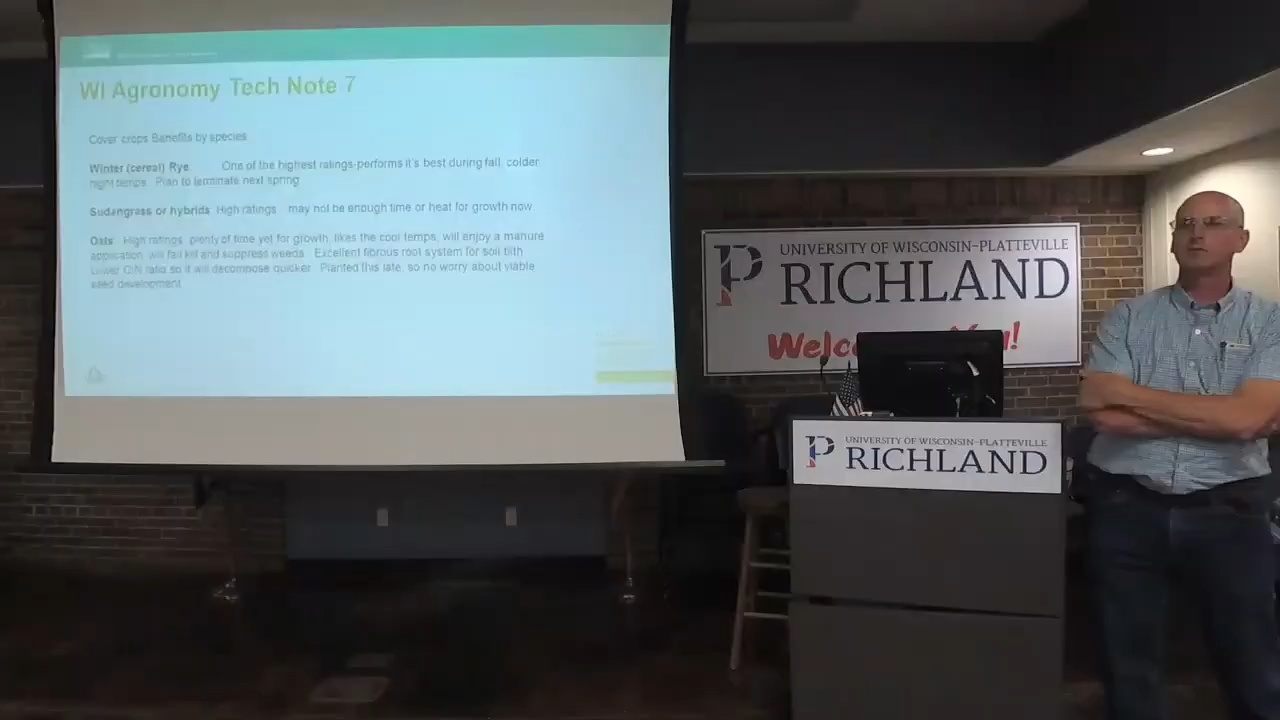 WI Agronomy Tech Note 7
Cover crops Benefits by species
Winter (cereal) Rye One of the highest ratings-performs it's best during fall, colder
night temps Plan to terminate next spring
Sudangrass or hybrids High ratings may not be enough time or heat for growth now
Oats High ratings, plenty of time yet for growth, likes the cool temps, will enjoy a manure
application, will fall kill and suppress weeds Excellent fibrous root system for soil tilth
Lower C/N ratio so it will decompose quicker Planted this late, so no worry about viable
seed development
UNIVERSITY OF WISCONSIN-PLATTEVILLE
RICHLAND
UNIVERSITY OF WISCONSIN-PLATTEVILLE
RICHLAND